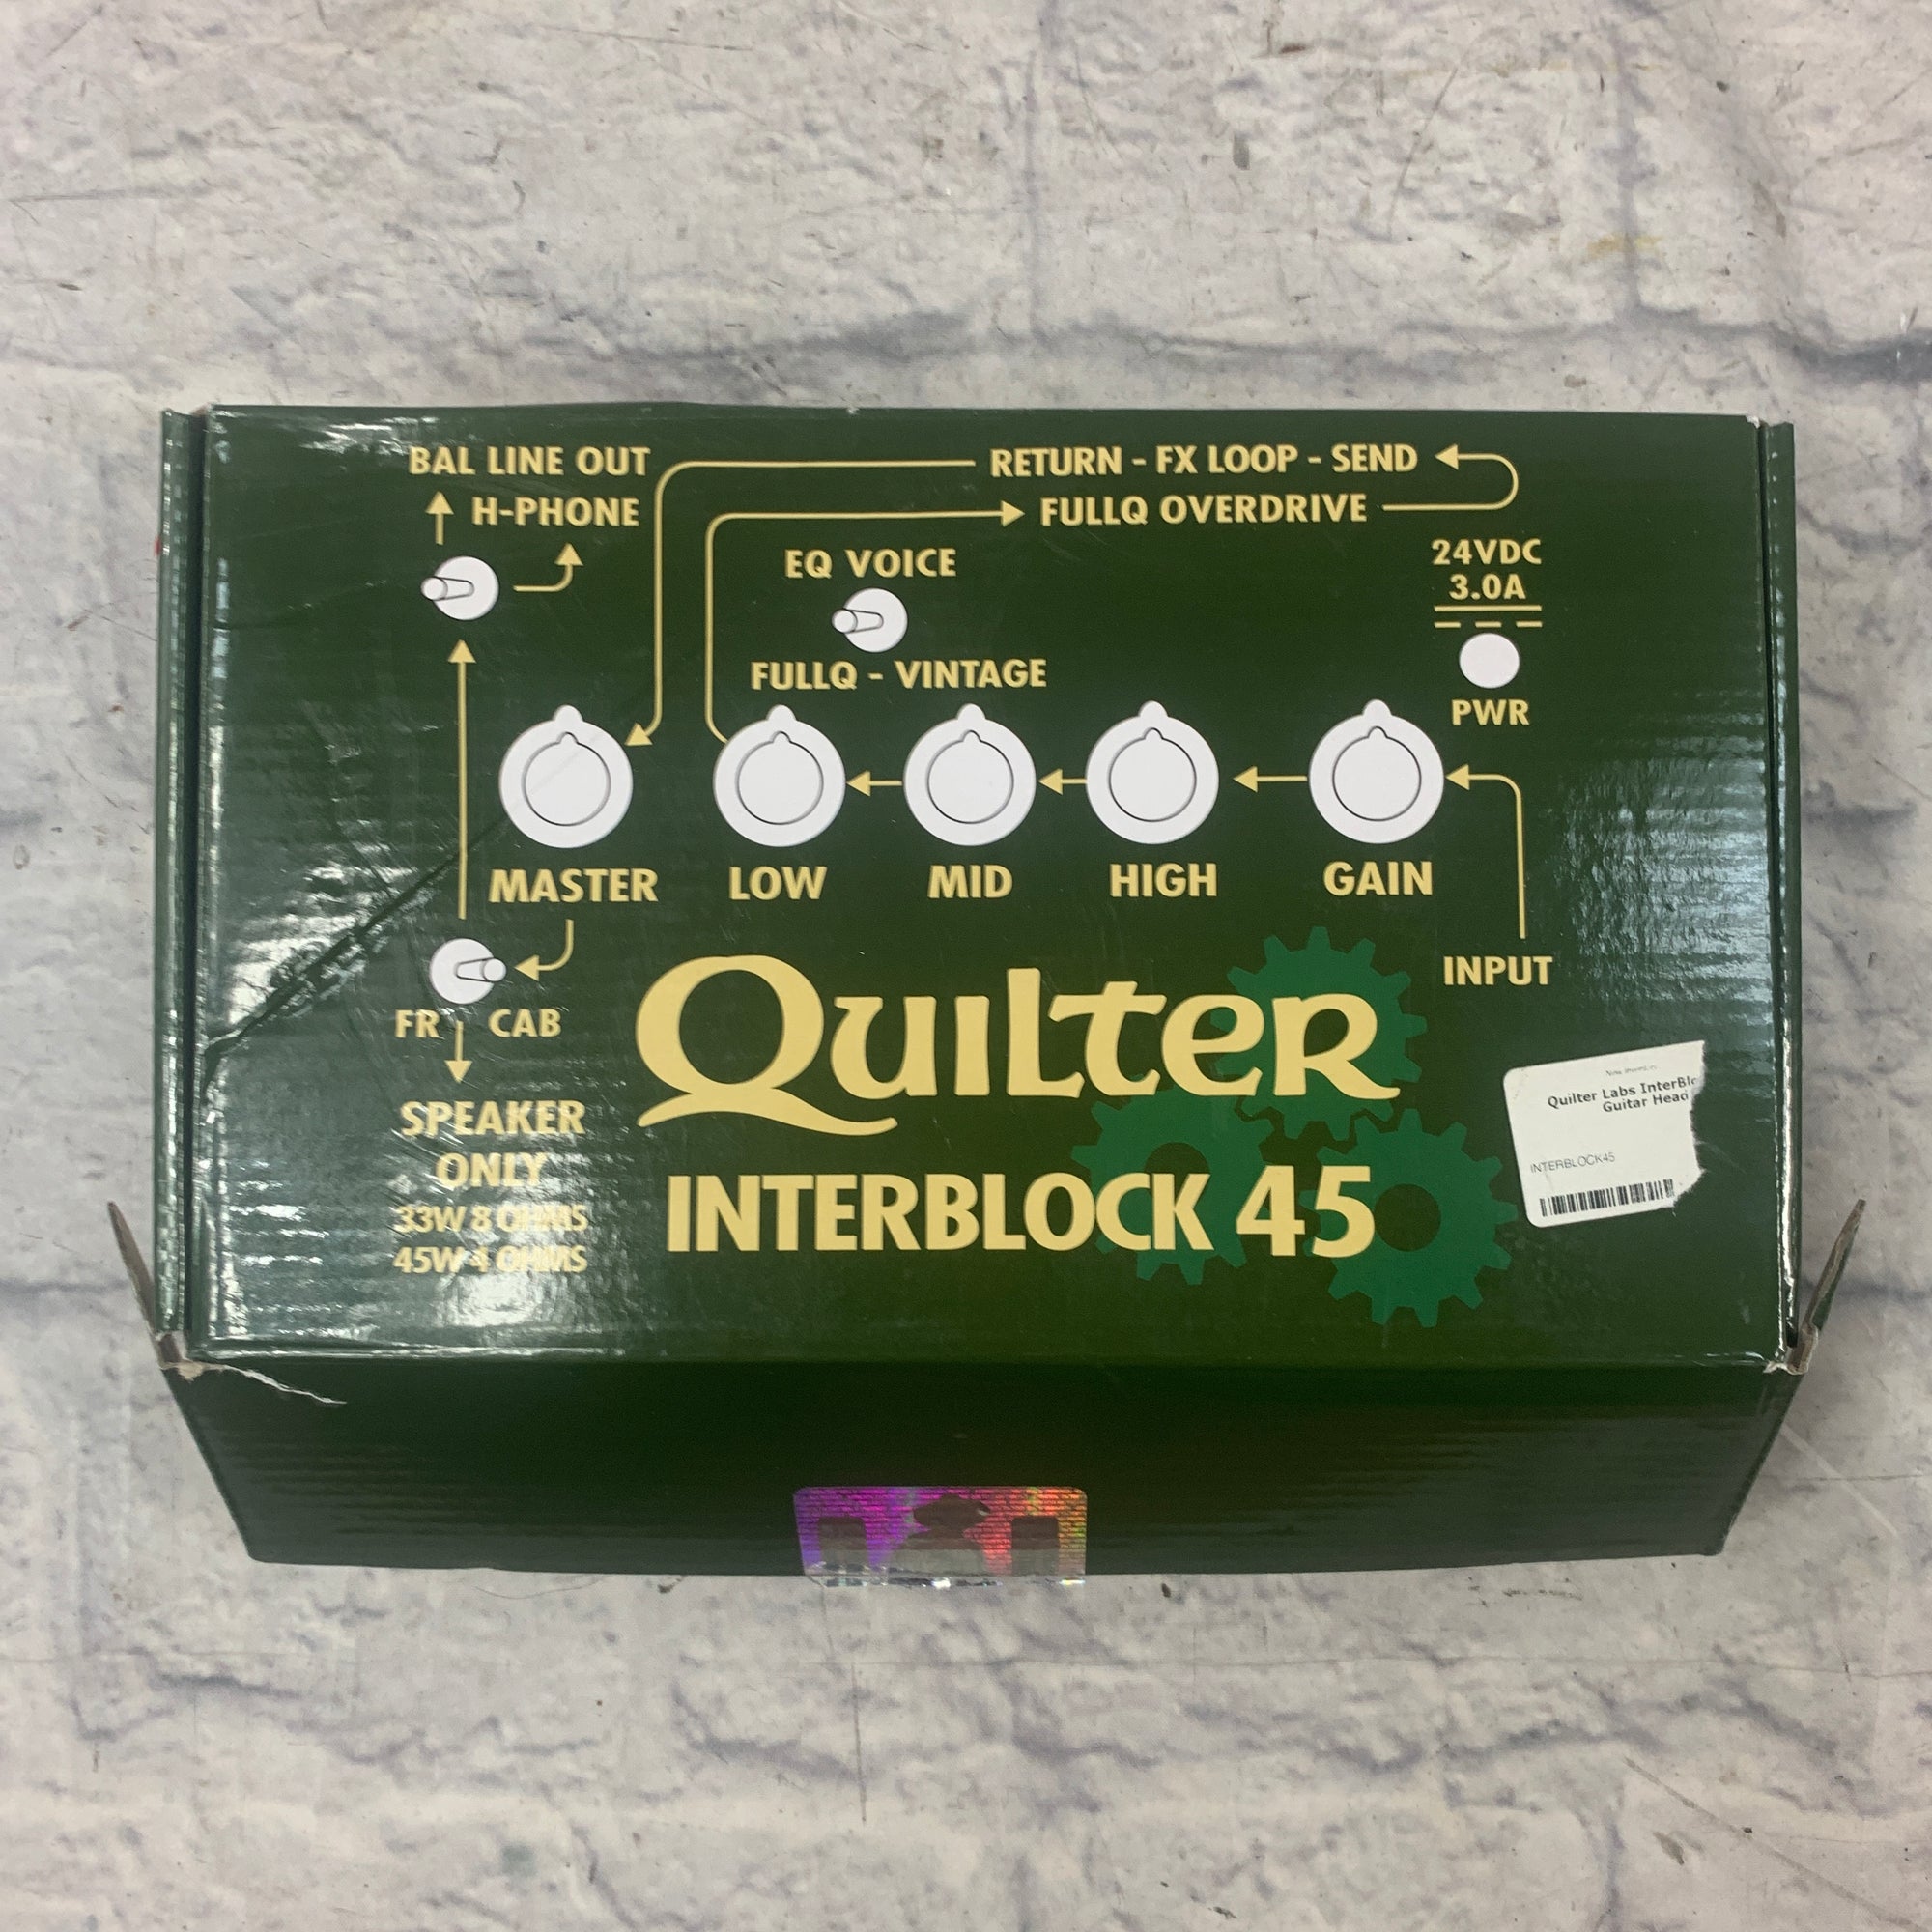 BAL LINE OUT
H-PHONE
RETURN - FX LOOP - SEND
FULLQ OVERDRIVE
EQ VOICE
FULLQ - VINTAGE
24VDC
3.0A
PWR
MASTER
LOW
MID
HIGH
GAIN
INPUT
FR
CAB
SPEAKER
ONLY
33W 8 OHMS
45W 4 OHMS
QUILTER
INTERBLOCK 45
Quilter Labs InterBlo
Guitar Head
INTERBLOCK45